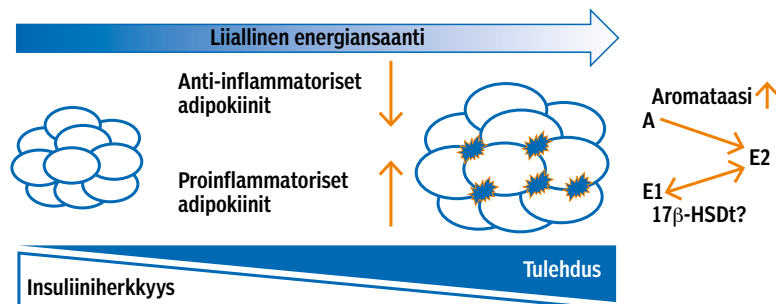 Liiallinen energiansaanti
Anti-inflammatoriset
adipokiinit
Proinflammatoriset
adipokiinit
Aromataasi
A
E2
E1
17β-HSDt?
Tulehdus
Insuliiniherkkyys